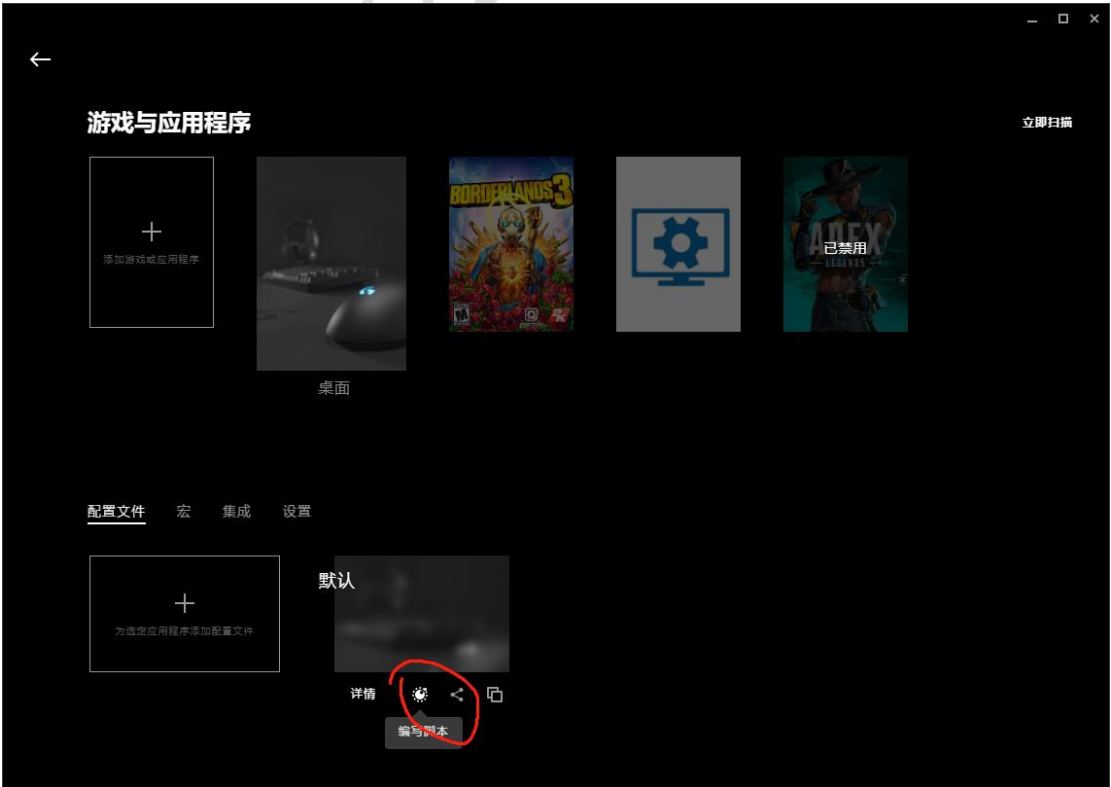 游戏与应用程序
立即扫描
添加游戏或应用程序
BORDERLANDS 3
M
2K
APEX
LEGENDS
已禁用
桌面
配置文件 宏 集成 设置
为选定应用程序添加配置文件
默认
详情
编写脚本